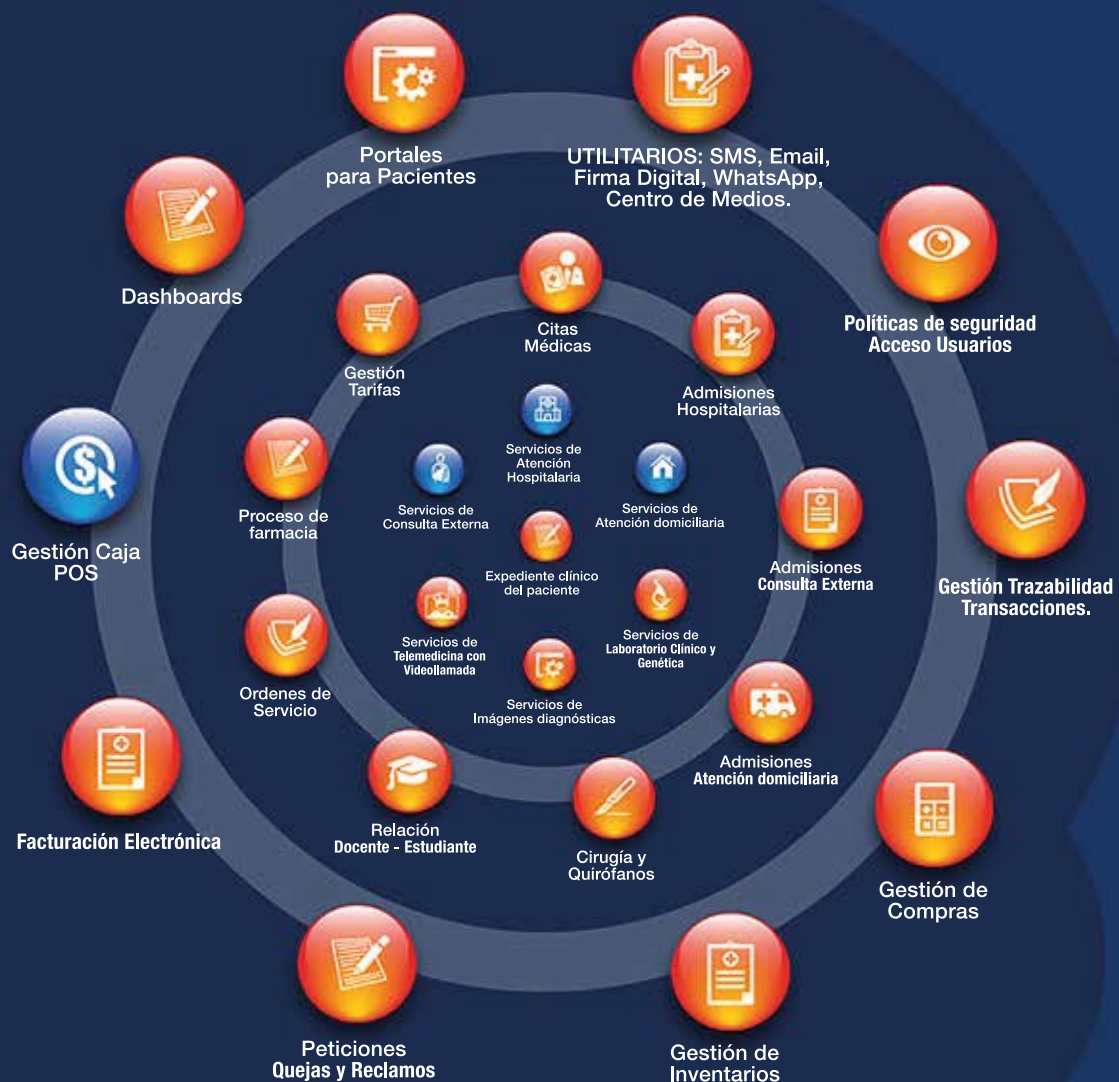 Portales
para Pacientes
UTILITARIOS: SMS, Email,
Firma Digital, WhatsApp,
Centro de Medios.
Dashboards
Políticas de seguridad
Acceso Usuarios
Citas
Médicas
Gestión
Tarifas
Admisiones
Hospitalarias
Servicios de
Atención
Hospitalaria
Servicios de
Consulta Externa
Servicios de
Atención domiciliaria
Proceso de
farmacia
Gestión Caja
POS
Expediente clínico
del paciente
Admisiones
Consulta Externa
Gestión Trazabilidad
Transacciones.
Servicios de
Telemedicina con
Videollamada
Servicios de
Laboratorio Clínico y
Genética
Ordenes de
Servicio
Servicios de
Imágenes diagnósticas
Admisiones
Atención domiciliaria
Facturación Electrónica
Relación
Docente - Estudiante
Cirugía y
Quirófanos
Gestión de
Compras
Peticiones
Quejas y Reclamos
Gestión de
Inventarios